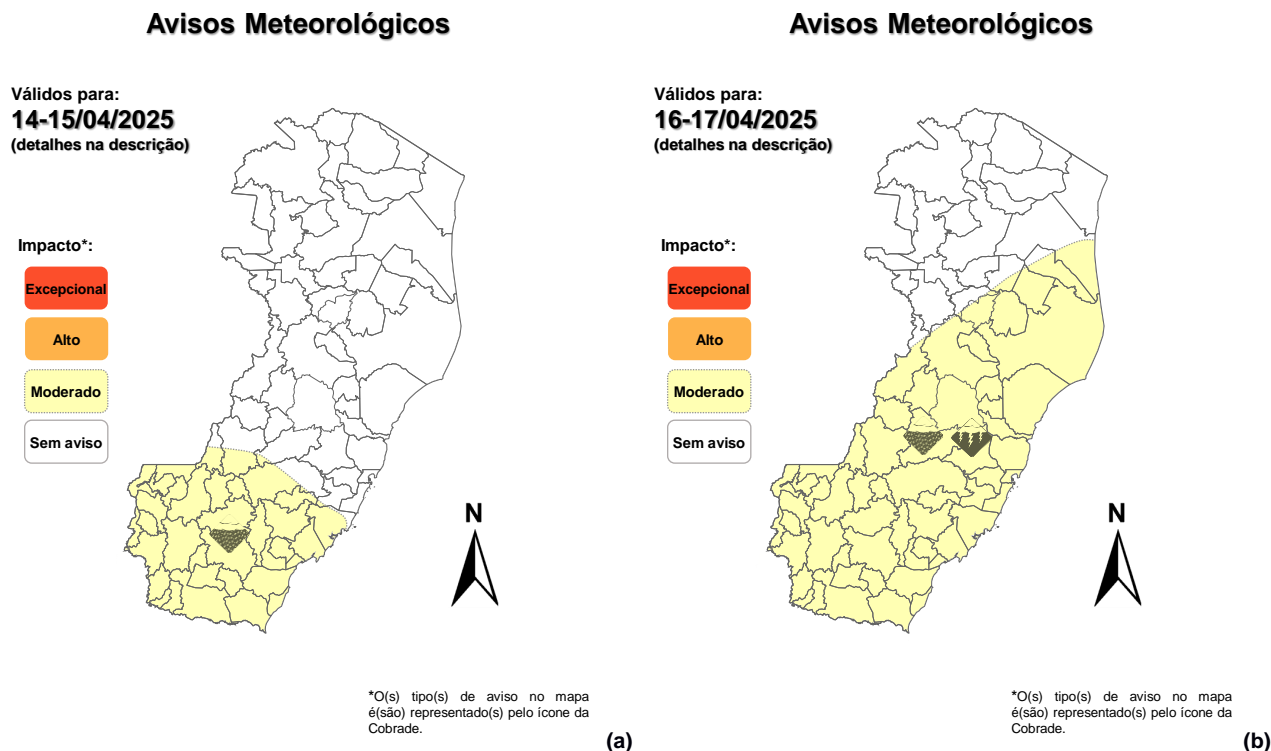 Avisos Meteorológicos
Válidos para:
14-15/04/2025
(detalhes na descrição)
Impacto*:
Excepcional
Alto
Moderado
Sem aviso
N
*O(s) tipo(s) de aviso no mapa
é(são) representado(s) pelo ícone da
Cobrade.
(a)
Avisos Meteorológicos
Válidos para:
16-17/04/2025
(detalhes na descrição)
Impacto*:
Excepcional
Alto
Moderado
Sem aviso
N
*O(s) tipo(s) de aviso no mapa
é(são) representado(s) pelo ícone da
Cobrade.
(b)